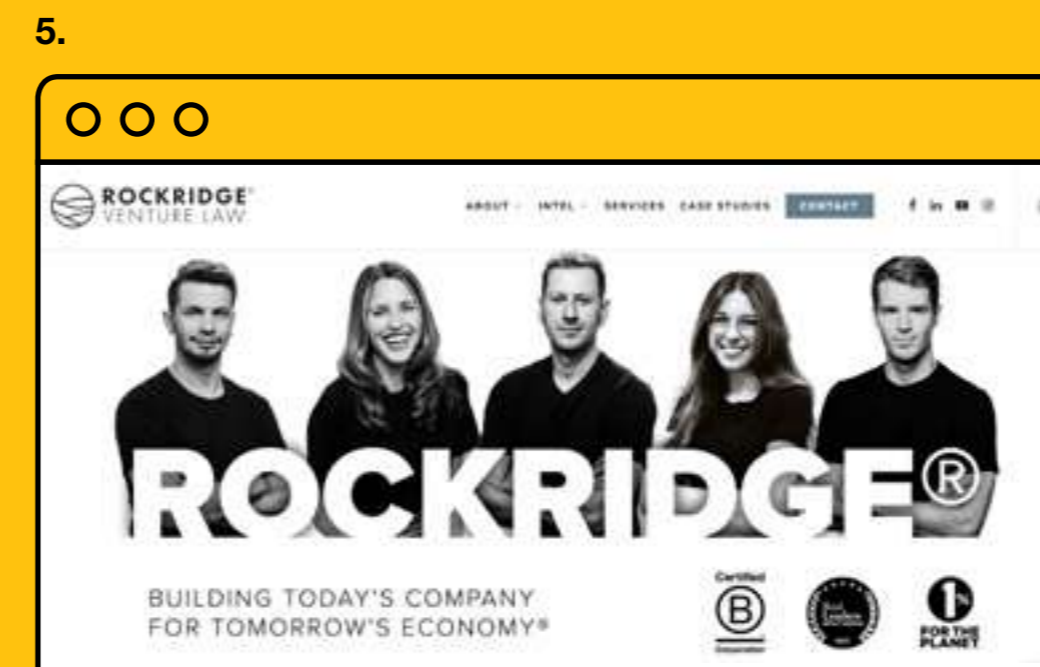 5.
ROCKRIDGE®
VENTURE LAW
ABOUT INTEL SERVICES CASE STUDIES CONTACT
f in
ROCKRIDGE®
BUILDING TODAY'S COMPANY
FOR TOMORROW'S ECONOMY®
Certified
B
Corporation
1%
FOR THE
PLANET